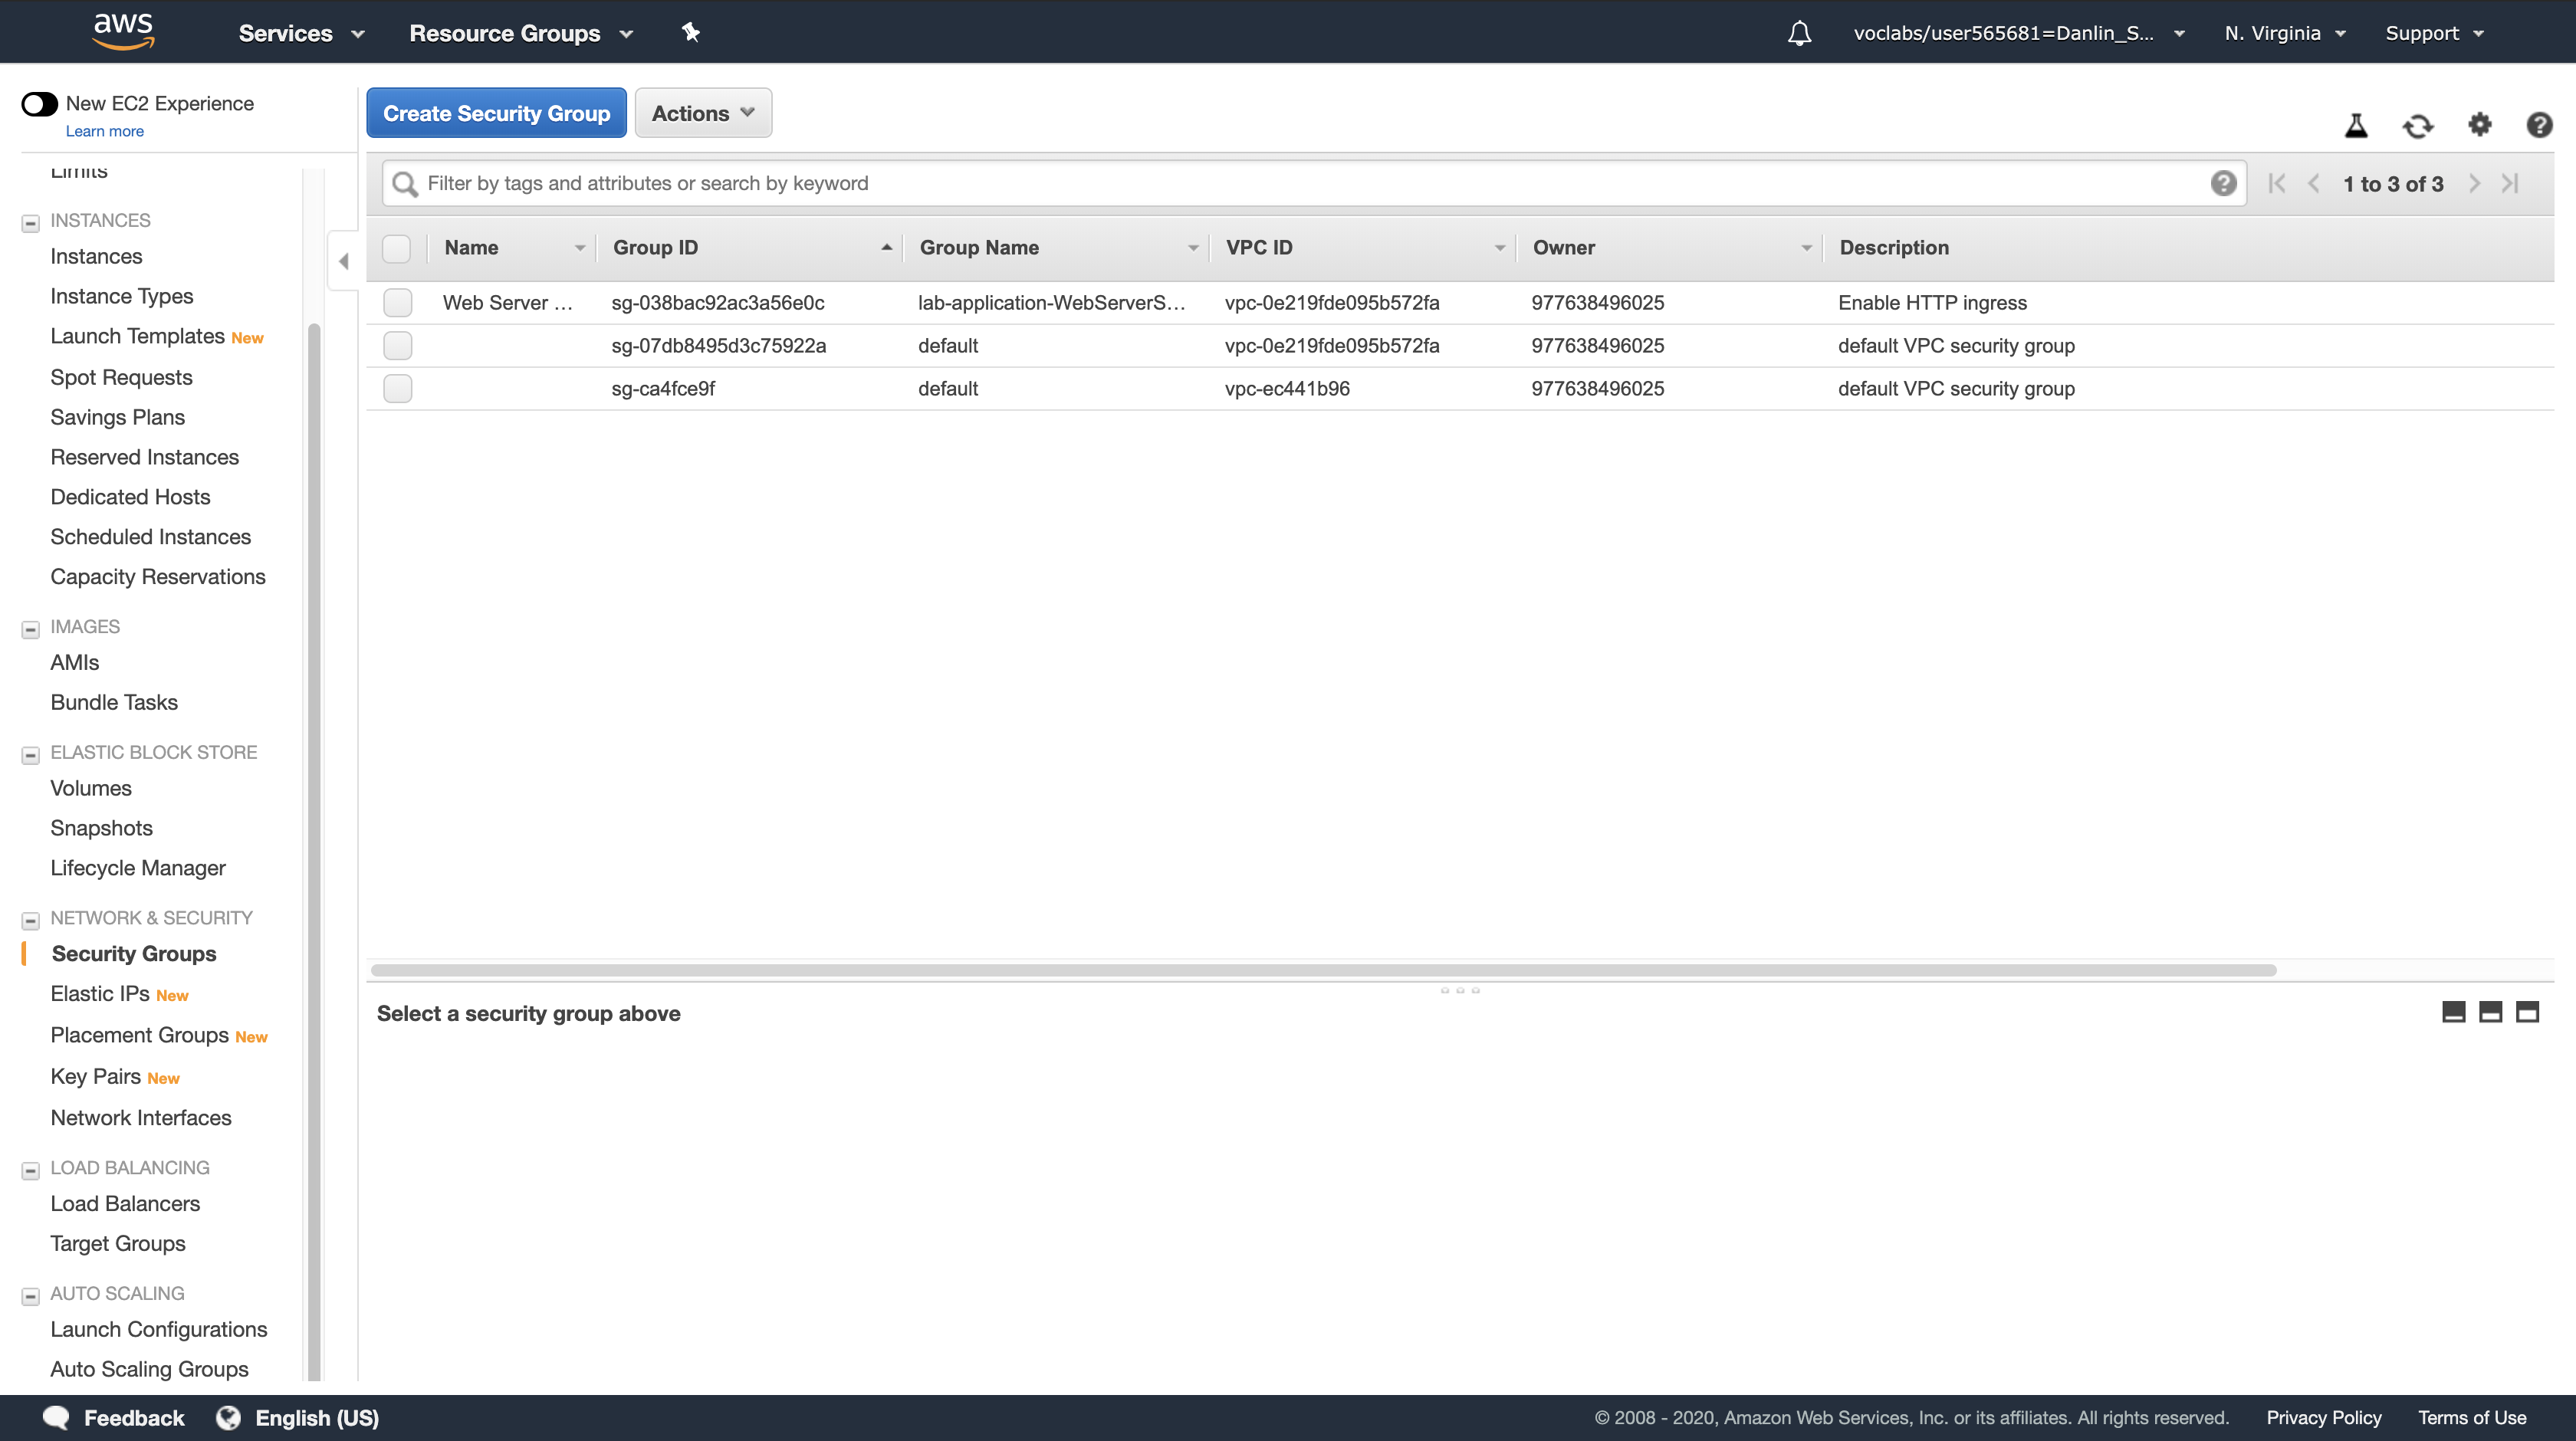 aws Services Resource Groups voclabs/user565681=Danlin_S... N. Virginia Support
New EC2 Experience
Learn more
Limits
INSTANCES
Instances
Instance Types
Launch Templates New
Spot Requests
Savings Plans
Reserved Instances
Dedicated Hosts
Scheduled Instances
Capacity Reservations
IMAGES
AMIs
Bundle Tasks
ELASTIC BLOCK STORE
Volumes
Snapshots
Lifecycle Manager
NETWORK & SECURITY
Security Groups
Elastic IPs New
Placement Groups New
Key Pairs New
Network Interfaces
LOAD BALANCING
Load Balancers
Target Groups
AUTO SCALING
Launch Configurations
Auto Scaling Groups
Create Security Group Actions
Filter by tags and attributes or search by keyword 1 to 3 of 3
Name Group ID Group Name VPC ID Owner Description
Web Server ... sg-038bac92ac3a56e0c lab-application-WebServerS... vpc-0e219fde095b572fa 977638496025 Enable HTTP ingress
sg-07db8495d3c75922a default vpc-0e219fde095b572fa 977638496025 default VPC security group
sg-ca4fce9f default vpc-ec441b96 977638496025 default VPC security group
Select a security group above
Feedback English (US) © 2008 - 2020, Amazon Web Services, Inc. or its affiliates. All rights reserved. Privacy Policy Terms of Use